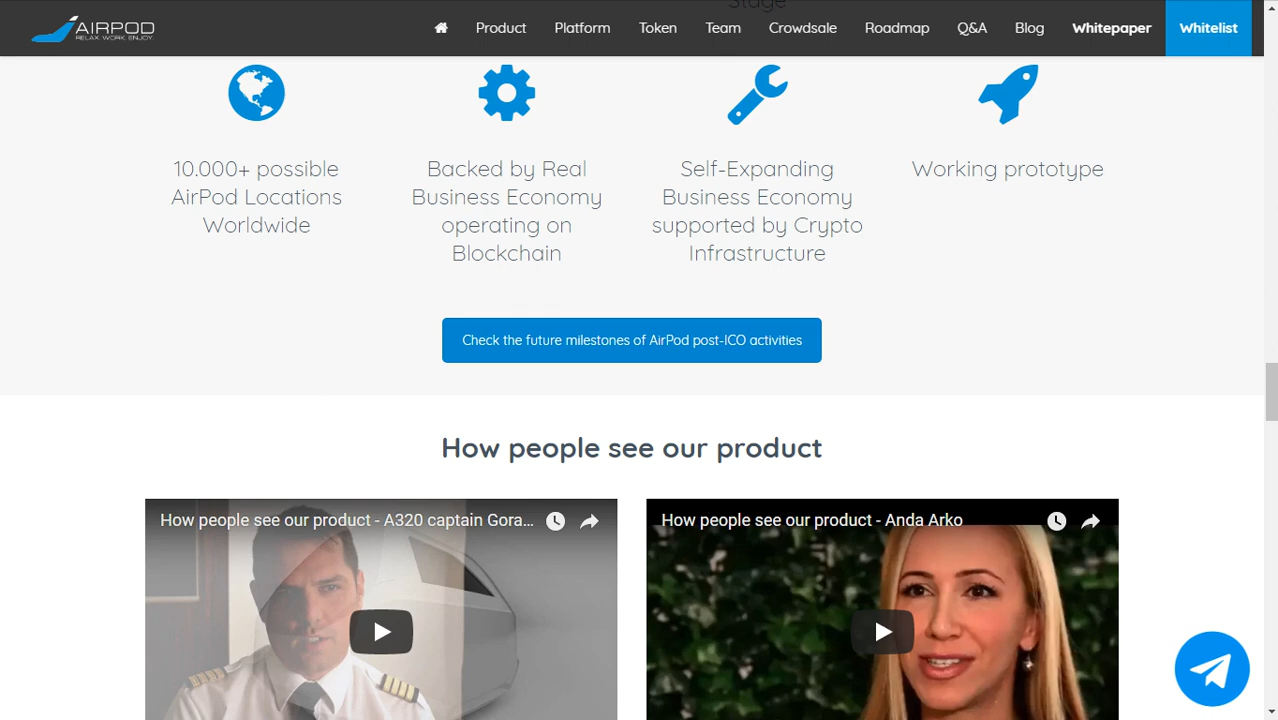 Stage
AIRPOD
RELAX. WORK. ENJOY.
Product
Platform
Token
Team
Crowdsale
Roadmap
Q&A
Blog
Whitepaper
Whitelist
10.000+ possible
AirPod Locations
Worldwide
Backed by Real
Business Economy
operating on
Blockchain
Self-Expanding
Business Economy
supported by Crypto
Infrastructure
Working prototype
Check the future milestones of AirPod post-ICO activities
How people see our product
How people see our product - A320 captain Gora...
How people see our product - Anda Arko